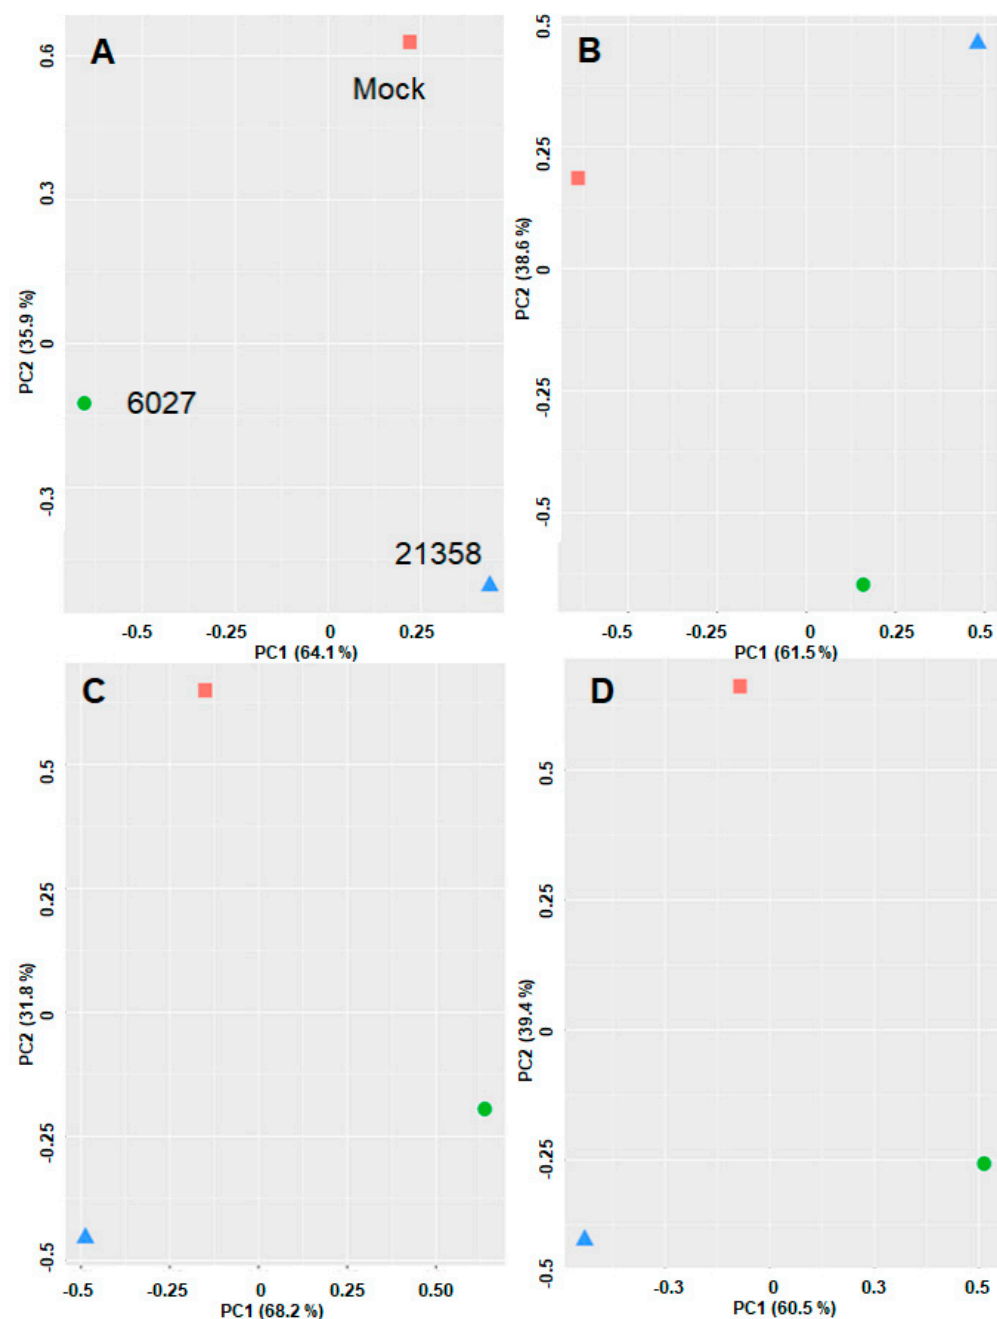 A
Mock
6027
21358
0.6
0.3
0
-0.3
PC2 (35.9 %)
-0.5 -0.25 0 0.25
PC1 (64.1 %)
B
0.5
0.25
0
-0.25
-0.5
PC2 (38.6 %)
-0.5 -0.25 0 0.25 0.5
PC1 (61.5 %)
C
0.5
0.25
0
-0.25
-0.5
PC2 (31.8 %)
-0.5 -0.25 0 0.25 0.50
PC1 (68.2 %)
D
0.5
0.25
0
-0.25
-0.5
PC2 (39.4 %)
-0.3 0 0.3 0.5
PC1 (60.5 %)